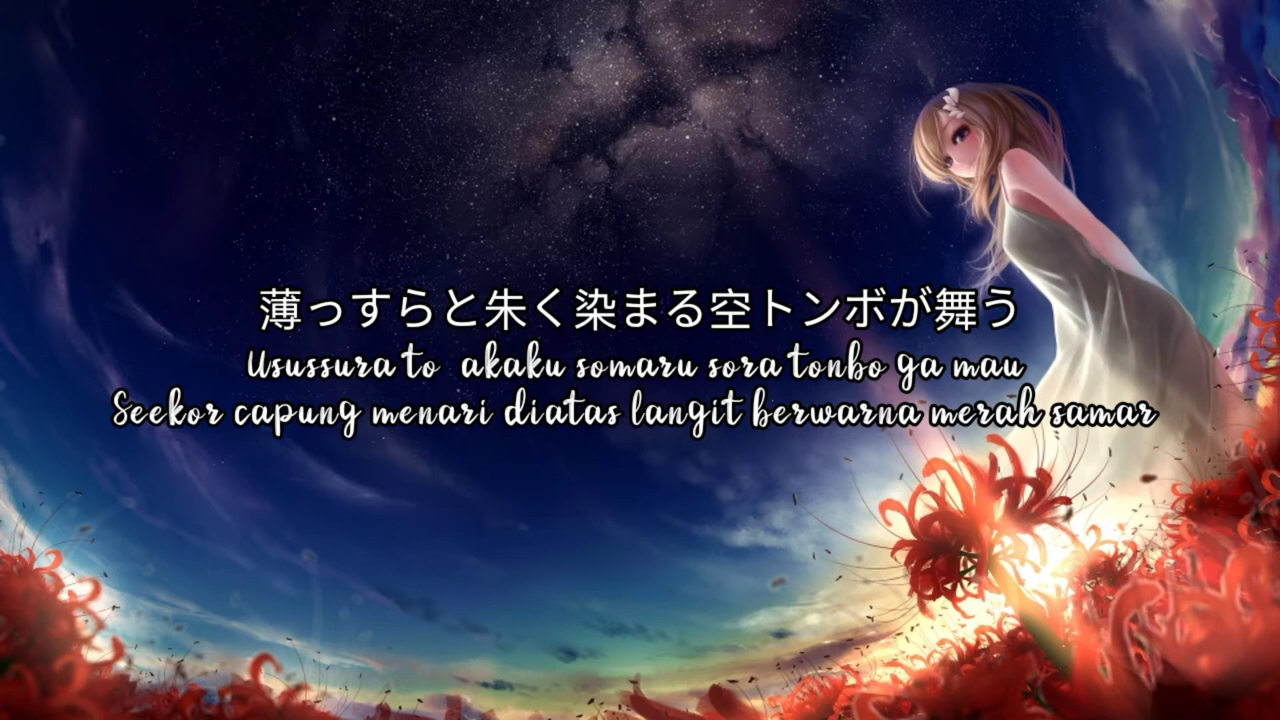 薄っすらと朱く染まる空トンボが舞う
Usussura to akaku somaru sora tonbo ga mau
Seekor capung menari diatas langit berwarna merah samar